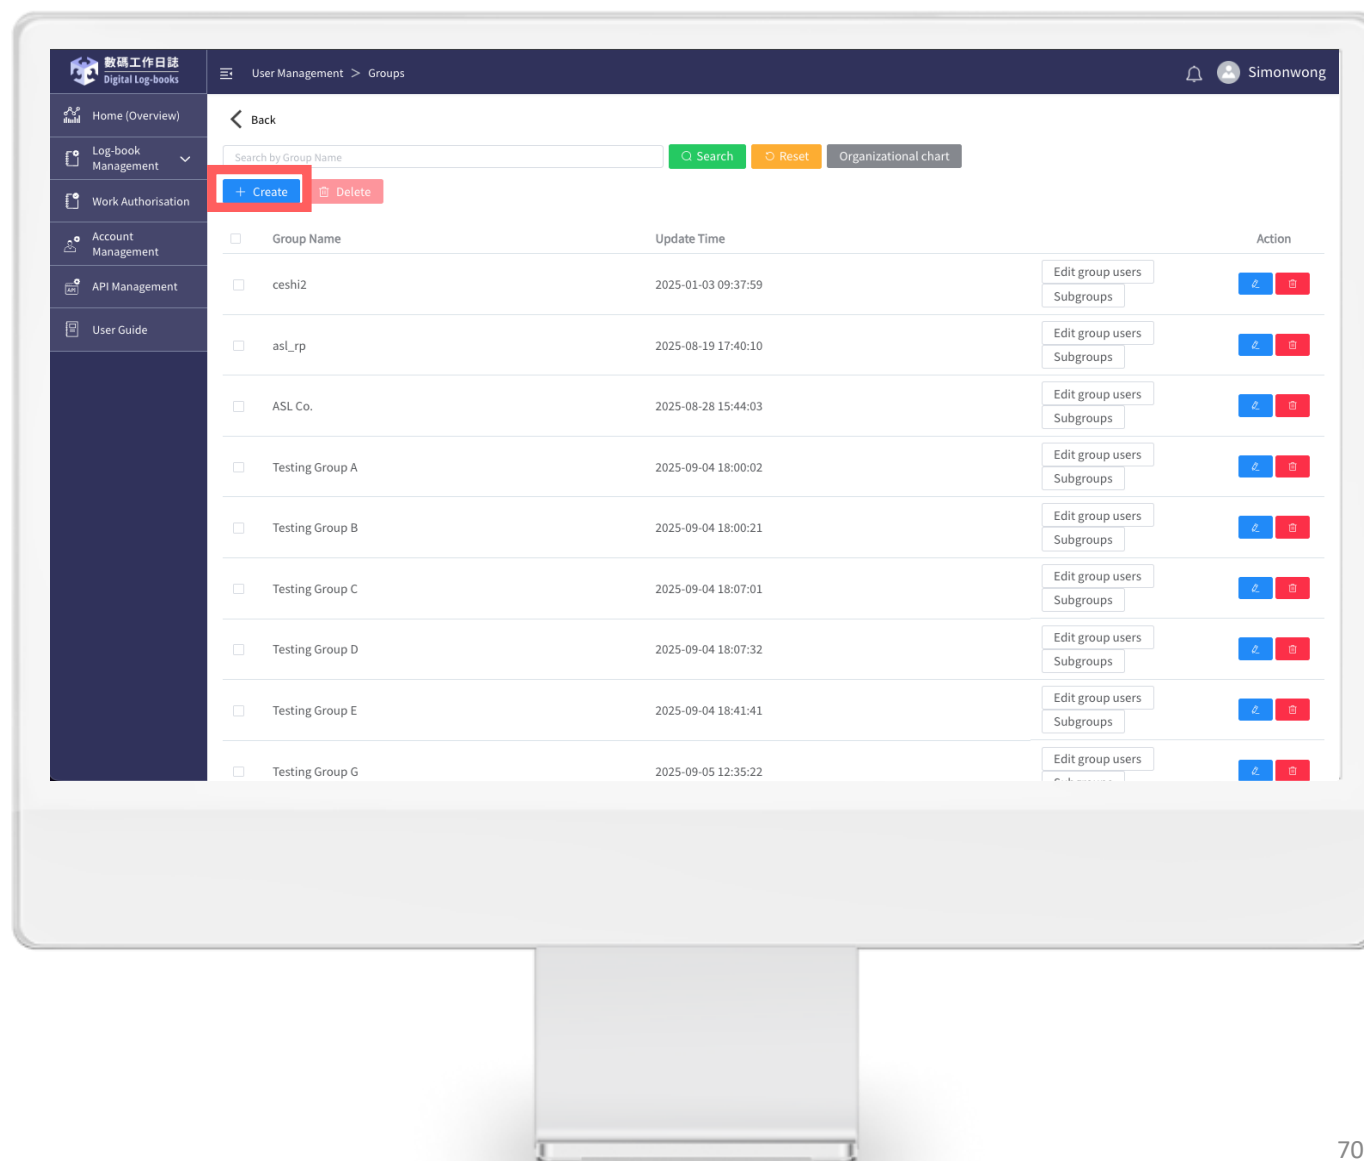 數碼工作日誌
Digital Log-books
User Management > Groups
Simonwong
Home (Overview)
Log-book
Management
Work Authorisation
Account
Management
API Management
User Guide
Back
Search by Group Name
Search
Reset
Organizational chart
+ Create
Delete
Group Name Update Time Action
ceshi2 2025-01-03 09:37:59 Edit group users
Subgroups
asl_rp 2025-08-19 17:40:10 Edit group users
Subgroups
ASL Co. 2025-08-28 15:44:03 Edit group users
Subgroups
Testing Group A 2025-09-04 18:00:02 Edit group users
Subgroups
Testing Group B 2025-09-04 18:00:21 Edit group users
Subgroups
Testing Group C 2025-09-04 18:07:01 Edit group users
Subgroups
Testing Group D 2025-09-04 18:07:32 Edit group users
Subgroups
Testing Group E 2025-09-04 18:41:41 Edit group users
Subgroups
Testing Group G 2025-09-05 12:35:22 Edit group users
70